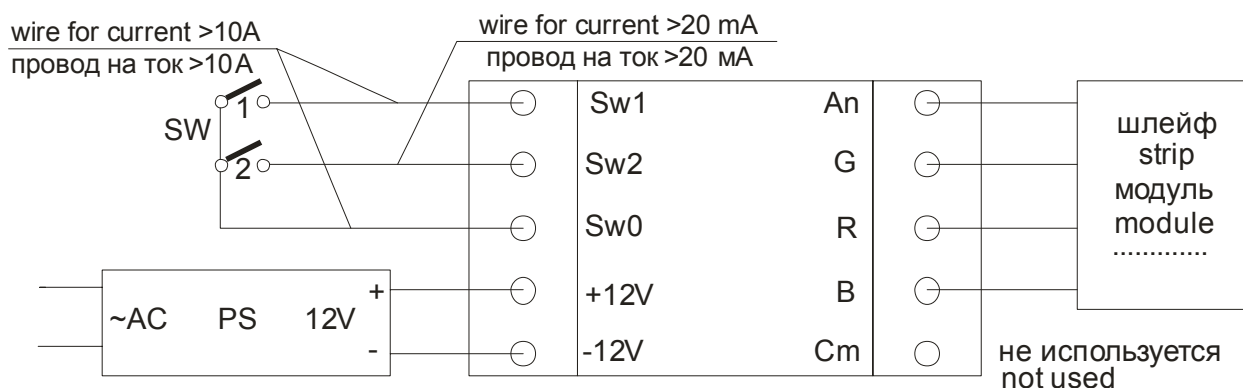 wire for current >10A
провод на ток >10А
wire for current >20 mA
провод на ток >20 мА
SW
1
2
Sw1
Sw2
Sw0
+12V
-12V
An
G
R
B
Cm
шлейф
strip
модуль
module
.............
~AC PS 12V
+
-
не используется
not used